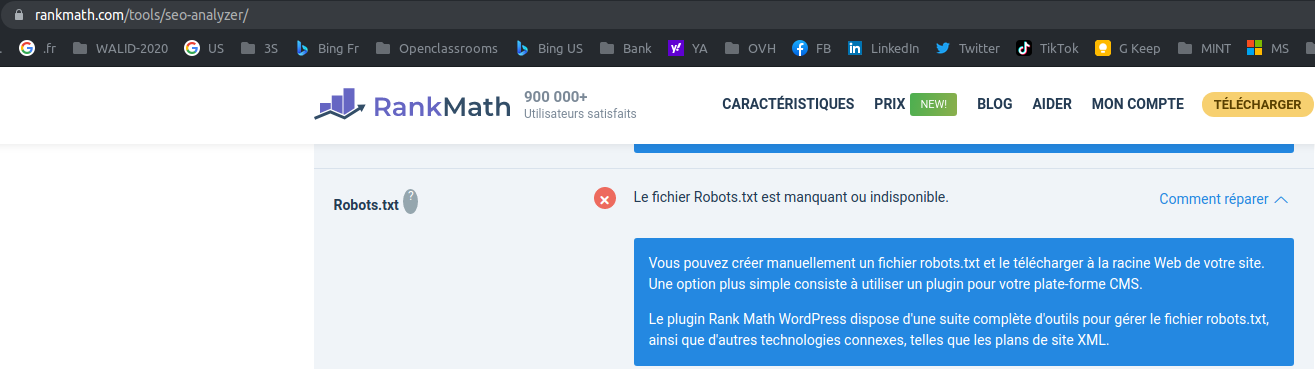 rankmath.com/tools/seo-analyzer/
.fr WALID-2020 US 3S Bing Fr Openclassrooms Bing US Bank YA OVH FB LinkedIn Twitter TikTok G Keep MINT MS
RankMath
900 000+
Utilisateurs satisfaits
CARACTÉRISTIQUES PRIX NEW! BLOG AIDER MON COMPTE TÉLÉCHARGER
Robots.txt ?
Le fichier Robots.txt est manquant ou indisponible.
Comment réparer
Vous pouvez créer manuellement un fichier robots.txt et le télécharger à la racine Web de votre site.
Une option plus simple consiste à utiliser un plugin pour votre plate-forme CMS.
Le plugin Rank Math WordPress dispose d'une suite complète d'outils pour gérer le fichier robots.txt,
ainsi que d'autres technologies connexes, telles que les plans de site XML.